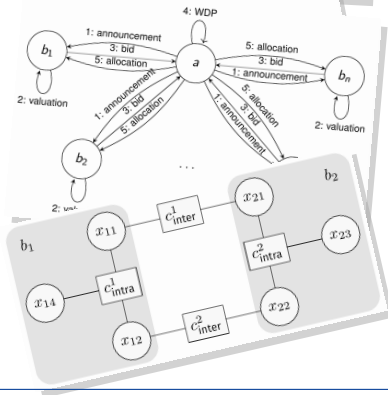 4: WDP
b₁
1: announcement
3: bid
5: allocation
a
5: allocation
3: bid
1: announcement
bₙ
2: valuation
2: valuation
1: announcement
3: bid
5: allocation
5: allocation
3: bid
1: announcement
b₂
...
2:
b₁
x₁₁
c¹inter
x₂₁
b₂
x₁₄
c¹intra
c²intra
x₂₃
x₁₂
c²inter
x₂₂